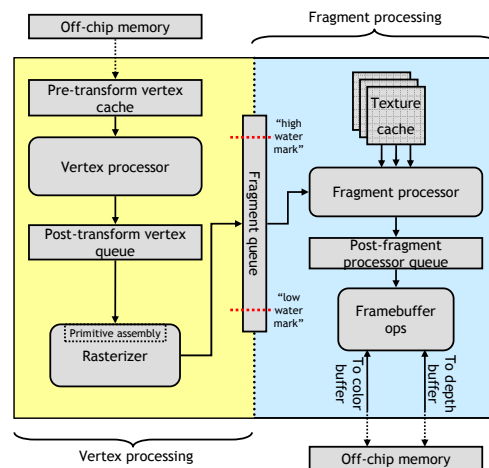 Fragment processing
Off-chip memory
Pre-transform vertex
cache
Vertex processor
Post-transform vertex
queue
Primitive assembly
Rasterizer
Vertex processing
Fragment queue
“high
water
mark”
“low
water
mark”
Texture
cache
Fragment processor
Post-fragment
processor queue
Framebuffer
ops
To color
buffer
To depth
buffer
Off-chip memory